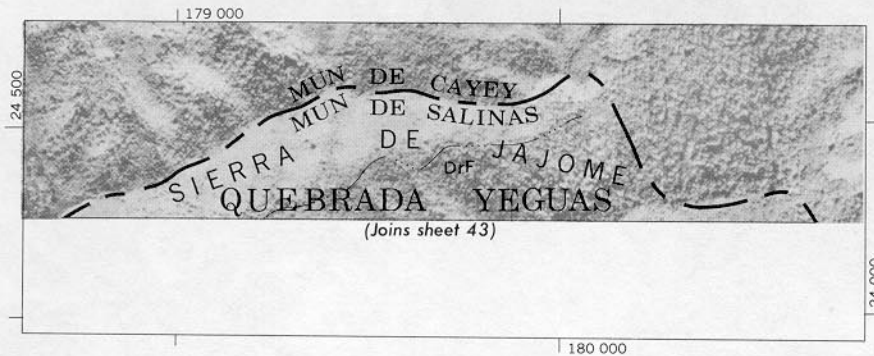 179 000
24 500
MUN DE CAYEY
MUN DE SALINAS
SIERRA DE JAJOME
DrF
QUEBRADA YEGUAS
(Joins sheet 43)
24 000
180 000